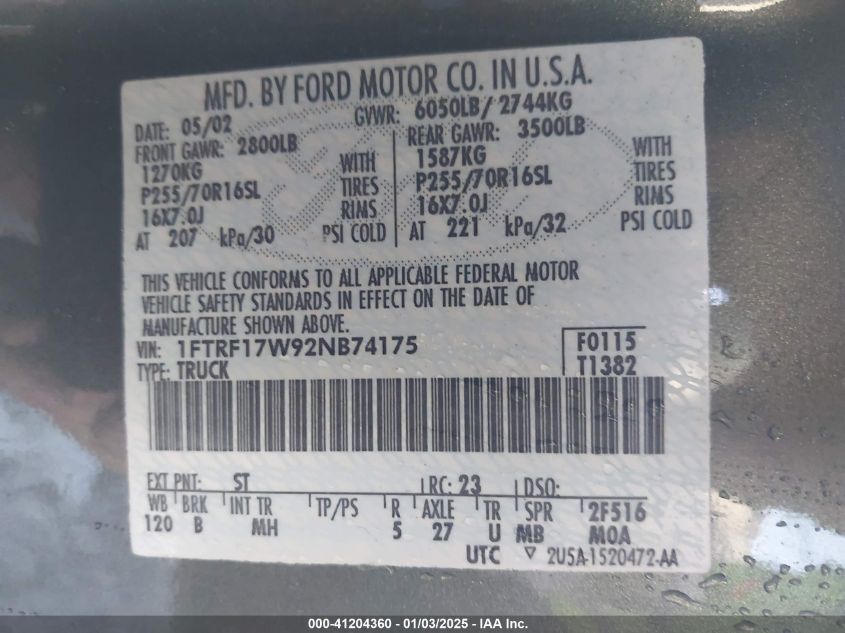 MFD. BY FORD MOTOR CO. IN U.S.A.
DATE: 05/02 GVWR: 6050LB/ 2744KG
FRONT GAWR: 2800LB REAR GAWR: 3500LB
1270KG WITH 1587KG WITH
P255/70R16SL TIRES P255/70R16SL TIRES
16X7.0J RIMS 16X7.0J RIMS
AT 207 kPa/30 PSI COLD AT 221 kPa/32 PSI COLD
THIS VEHICLE CONFORMS TO ALL APPLICABLE FEDERAL MOTOR
VEHICLE SAFETY STANDARDS IN EFFECT ON THE DATE OF
MANUFACTURE SHOWN ABOVE.
VIN: 1FTRF17W92NB74175 F0115
TYPE: TRUCK T1382
EXT PNT: ST RC: 23 DSO:
WB BRK INT TR TP/PS R AXLE TR SPR 2F516
120 B MH 5 27 U MB MOA
UTC ▽ 2U5A-1520472-AA
000-41204360 - 01/03/2025 - IAA Inc.